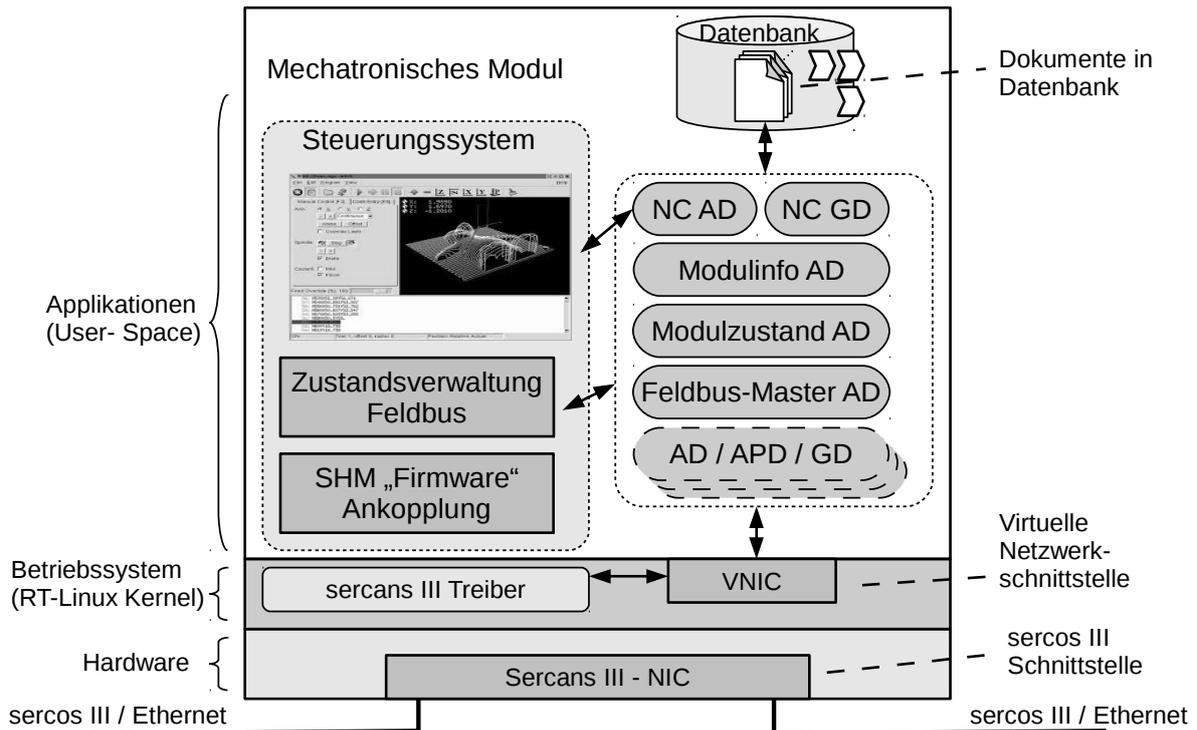 Datenbank
Mechatronisches Modul
Dokumente in
Datenbank
Steuerungssystem
NC AD
NC GD
Modulinfo AD
Modulzustand AD
Feldbus-Master AD
AD / APD / GD
Applikationen
(User- Space)
Zustandsverwaltung
Feldbus
SHM „Firmware“
Ankopplung
Virtuelle
Netzwerk-
schnittstelle
Betriebssystem
(RT-Linux Kernel)
sercans III Treiber
VNIC
Hardware
Sercans III - NIC
sercos III
Schnittstelle
sercos III / Ethernet
sercos III / Ethernet